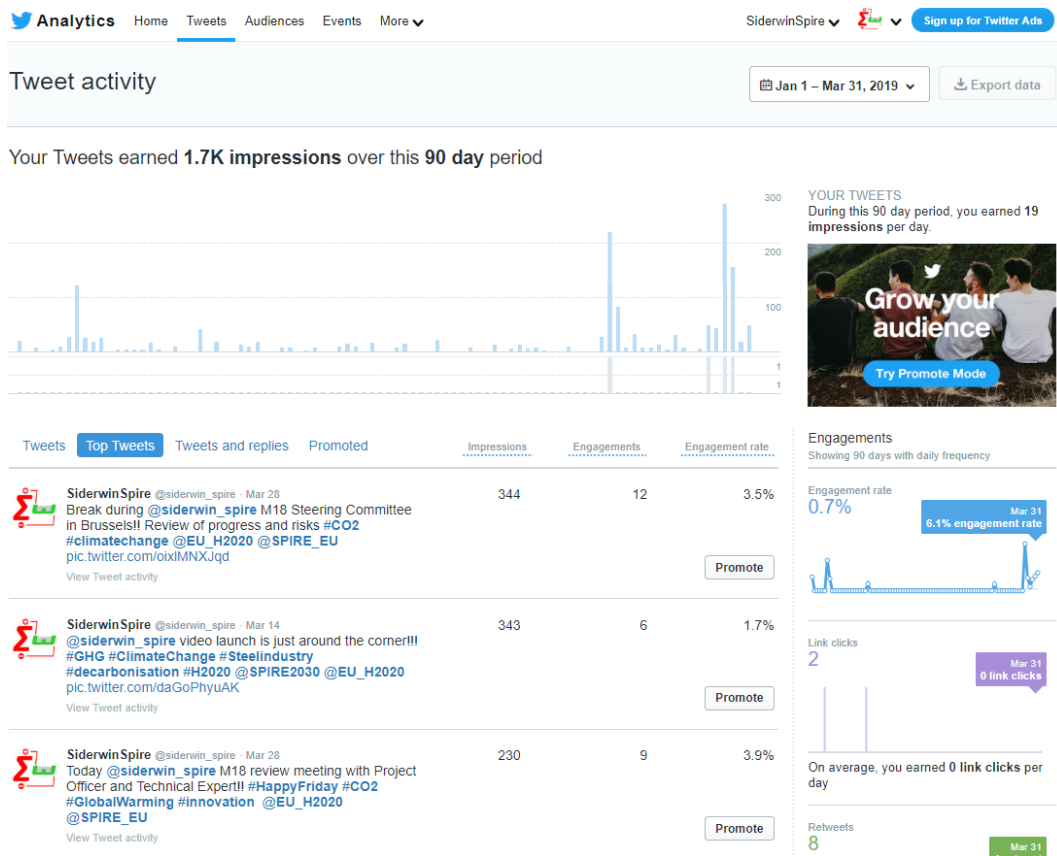 Analytics Home Tweets Audiences Events More SiderwinSpire Sign up for Twitter Ads
Tweet activity
Jan 1 – Mar 31, 2019
Export data
Your Tweets earned 1.7K impressions over this 90 day period
300
200
100
1
1
YOUR TWEETS
During this 90 day period, you earned 19
impressions per day.
Grow your
audience
Try Promote Mode
Tweets Top Tweets Tweets and replies Promoted Impressions Engagements Engagement rate
SiderwinSpire @siderwin_spire · Mar 28
Break during @siderwin_spire M18 Steering Committee
in Brussels!! Review of progress and risks #CO2
#climatechange @EU_H2020 @SPIRE_EU
pic.twitter.com/oixlMNXJqd
View Tweet activity
344 12 3.5%
Promote
SiderwinSpire @siderwin_spire · Mar 14
@siderwin_spire video launch is just around the corner!!!
#GHG #ClimateChange #Steelindustry
#decarbonisation #H2020 @SPIRE2030 @EU_H2020
pic.twitter.com/daGoPhyuAK
View Tweet activity
343 6 1.7%
Promote
SiderwinSpire @siderwin_spire · Mar 28
Today @siderwin_spire M18 review meeting with Project
Officer and Technical Expert!! #HappyFriday #CO2
#GlobalWarming #innovation @EU_H2020
@SPIRE_EU
View Tweet activity
230 9 3.9%
Promote
Engagements
Showing 90 days with daily frequency
Engagement rate
0.7%
Mar 31
6.1% engagement rate
Link clicks
2
Mar 31
0 link clicks
On average, you earned 0 link clicks per
day
Retweets
8
Mar 31